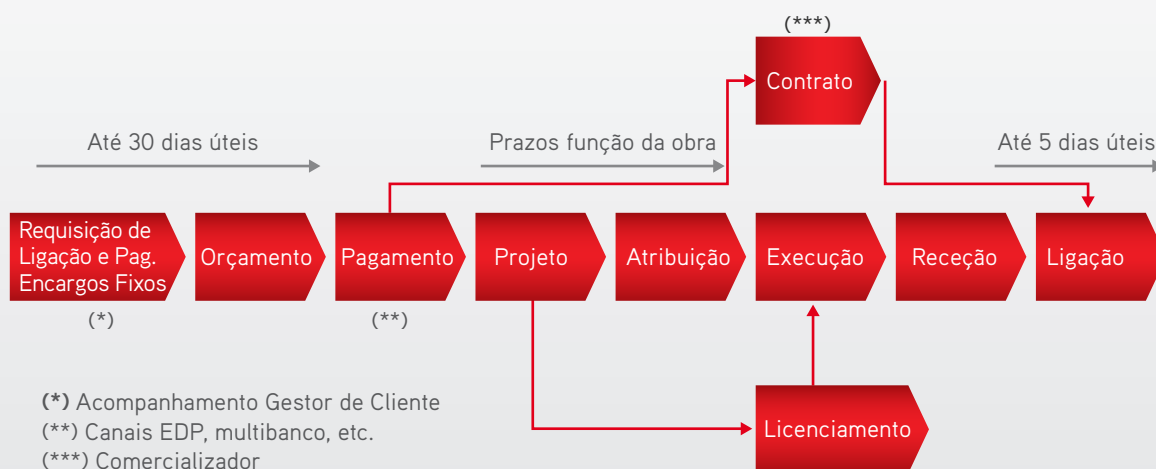 (***)
Contrato
Até 30 dias úteis
Prazos função da obra
Até 5 dias úteis
Requisição de
Ligação e Pag.
Encargos Fixos
Orçamento
Pagamento
Projeto
Atribuição
Execução
Receção
Ligação
(*)
(**)
(*) Acompanhamento Gestor de Cliente
(**) Canais EDP, multibanco, etc.
(***) Comercializador
Licenciamento